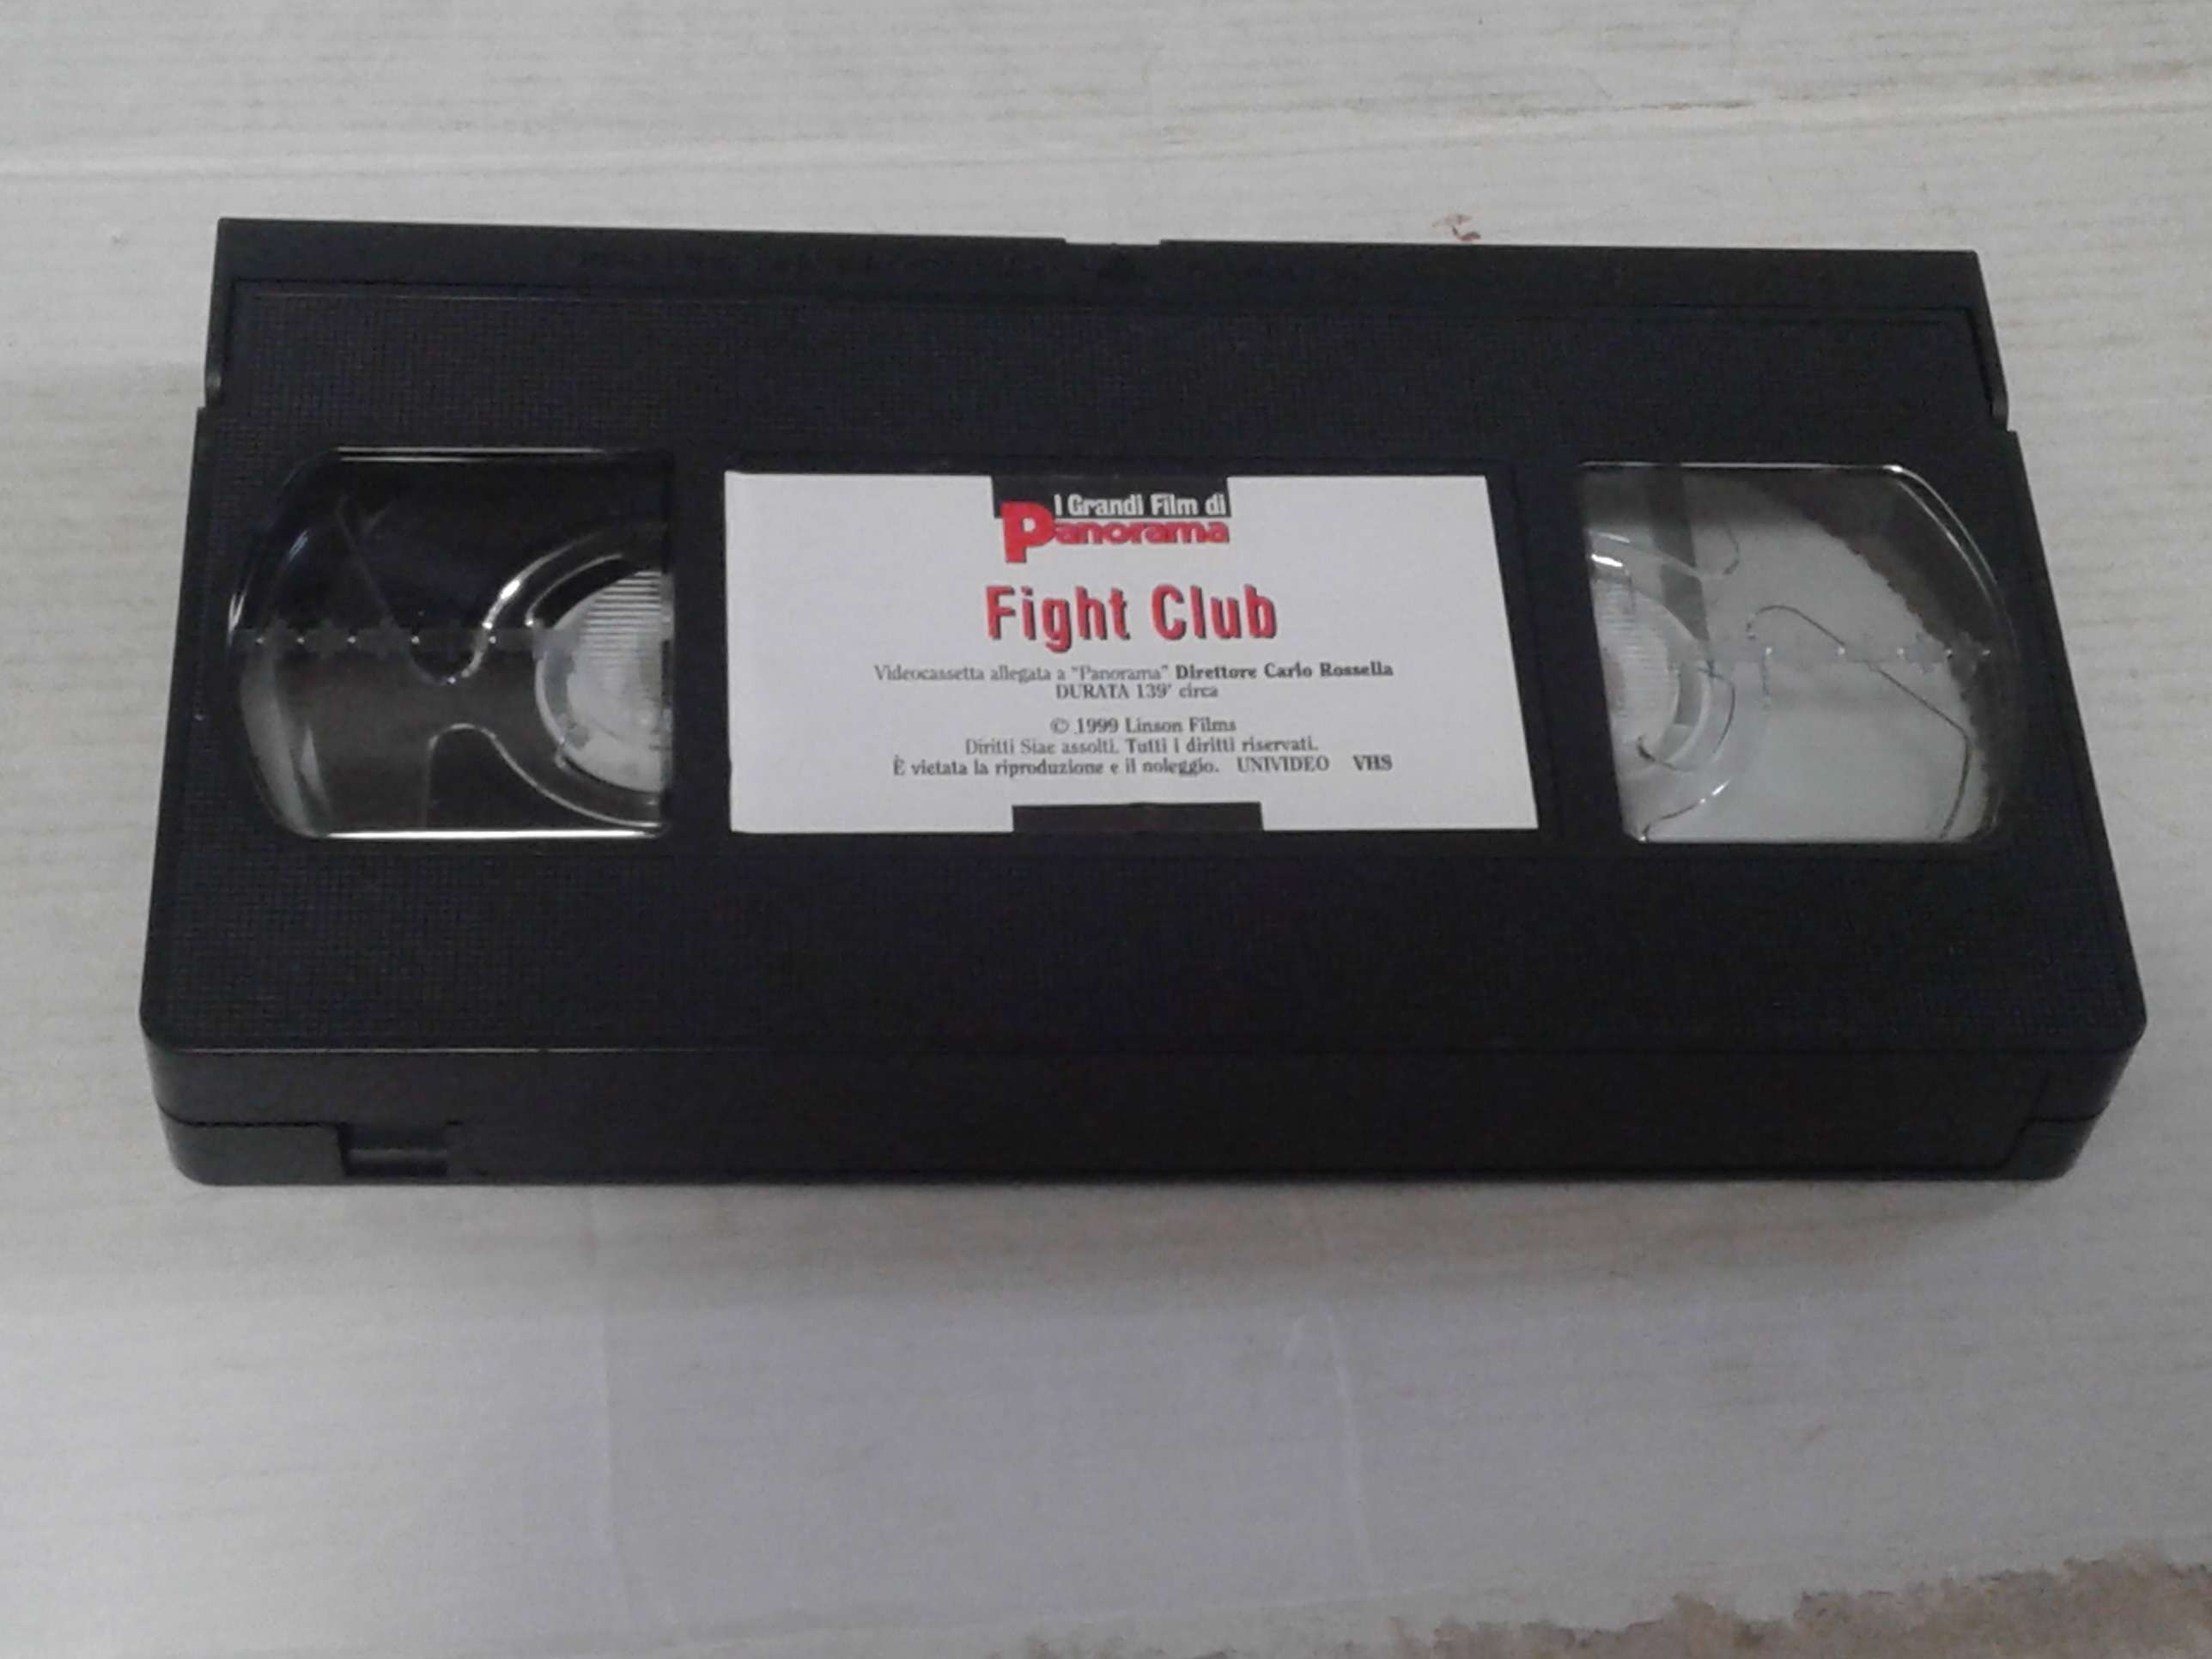 I Grandi Film di
Panorama
Fight Club
Videocassetta allegata a "Panorama" Direttore Carlo Rossella
DURATA 139' circa
© 1999 Linson Films
Diritti Siae assolti. Tutti i diritti riservati.
È vietata la riproduzione e il noleggio. UNIVIDEO VHS